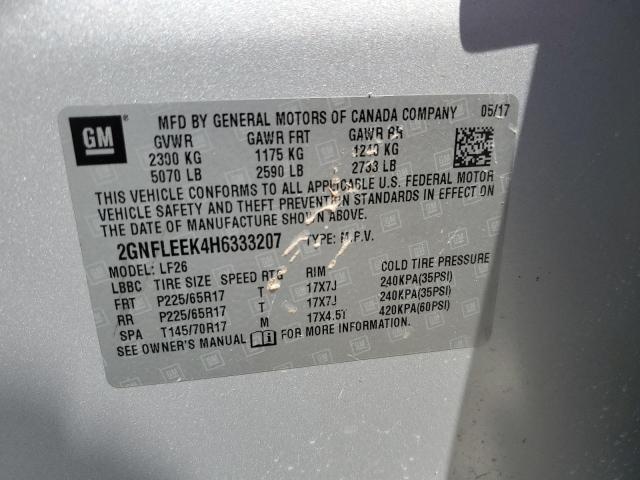 GM ® MFD BY GENERAL MOTORS OF CANADA COMPANY 05/17
GVWR GAWR FRT GAWR RR
2300 KG 1175 KG 1240 KG
5070 LB 2590 LB 2733 LB
THIS VEHICLE CONFORMS TO ALL APPLICABLE U.S. FEDERAL MOTOR
VEHICLE SAFETY AND THEFT PREVENTION STANDARDS IN EFFECT ON
THE DATE OF MANUFACTURE SHOWN ABOVE.
2GNFLEEK4H6333207 TYPE: M.P.V.
MODEL: LF26
LBBC TIRE SIZE SPEED RTG RIM COLD TIRE PRESSURE
FRT P225/65R17 T 17X7J 240KPA(35PSI)
RR P225/65R17 T 17X7J 240KPA(35PSI)
SPA T145/70R17 M 17X4.5T 420KPA(60PSI)
SEE OWNER'S MANUAL FOR MORE INFORMATION